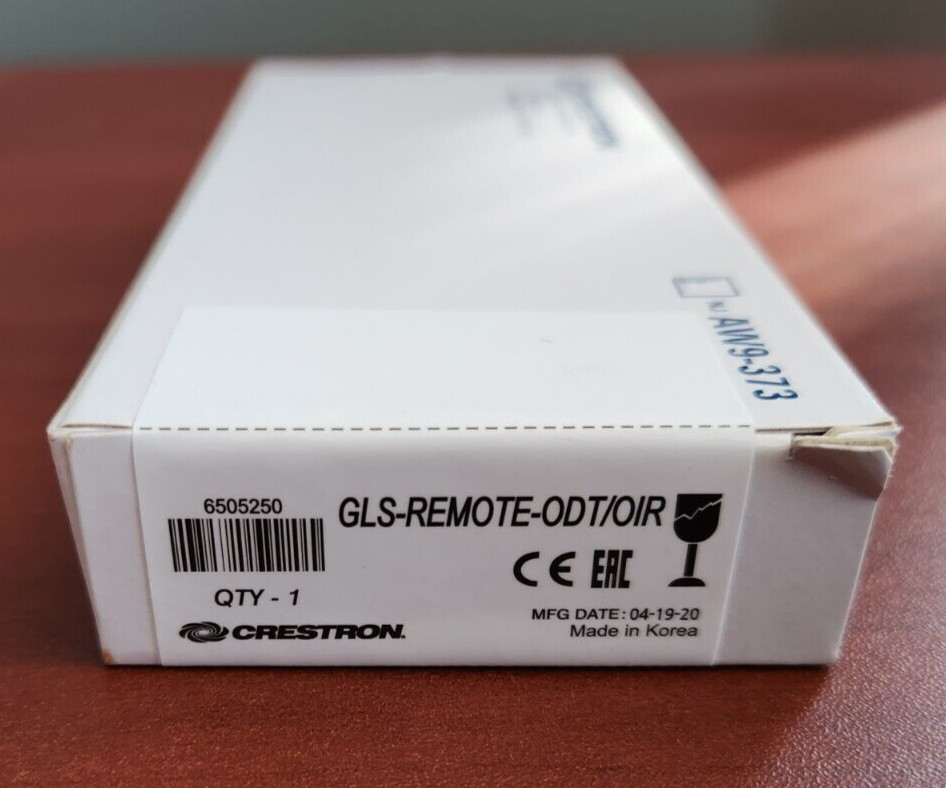 AW9-373
6505250
GLS-REMOTE-ODT/OIR
CE EAC
QTY - 1
MFG DATE: 04-19-20
CRESTRON.
Made in Korea